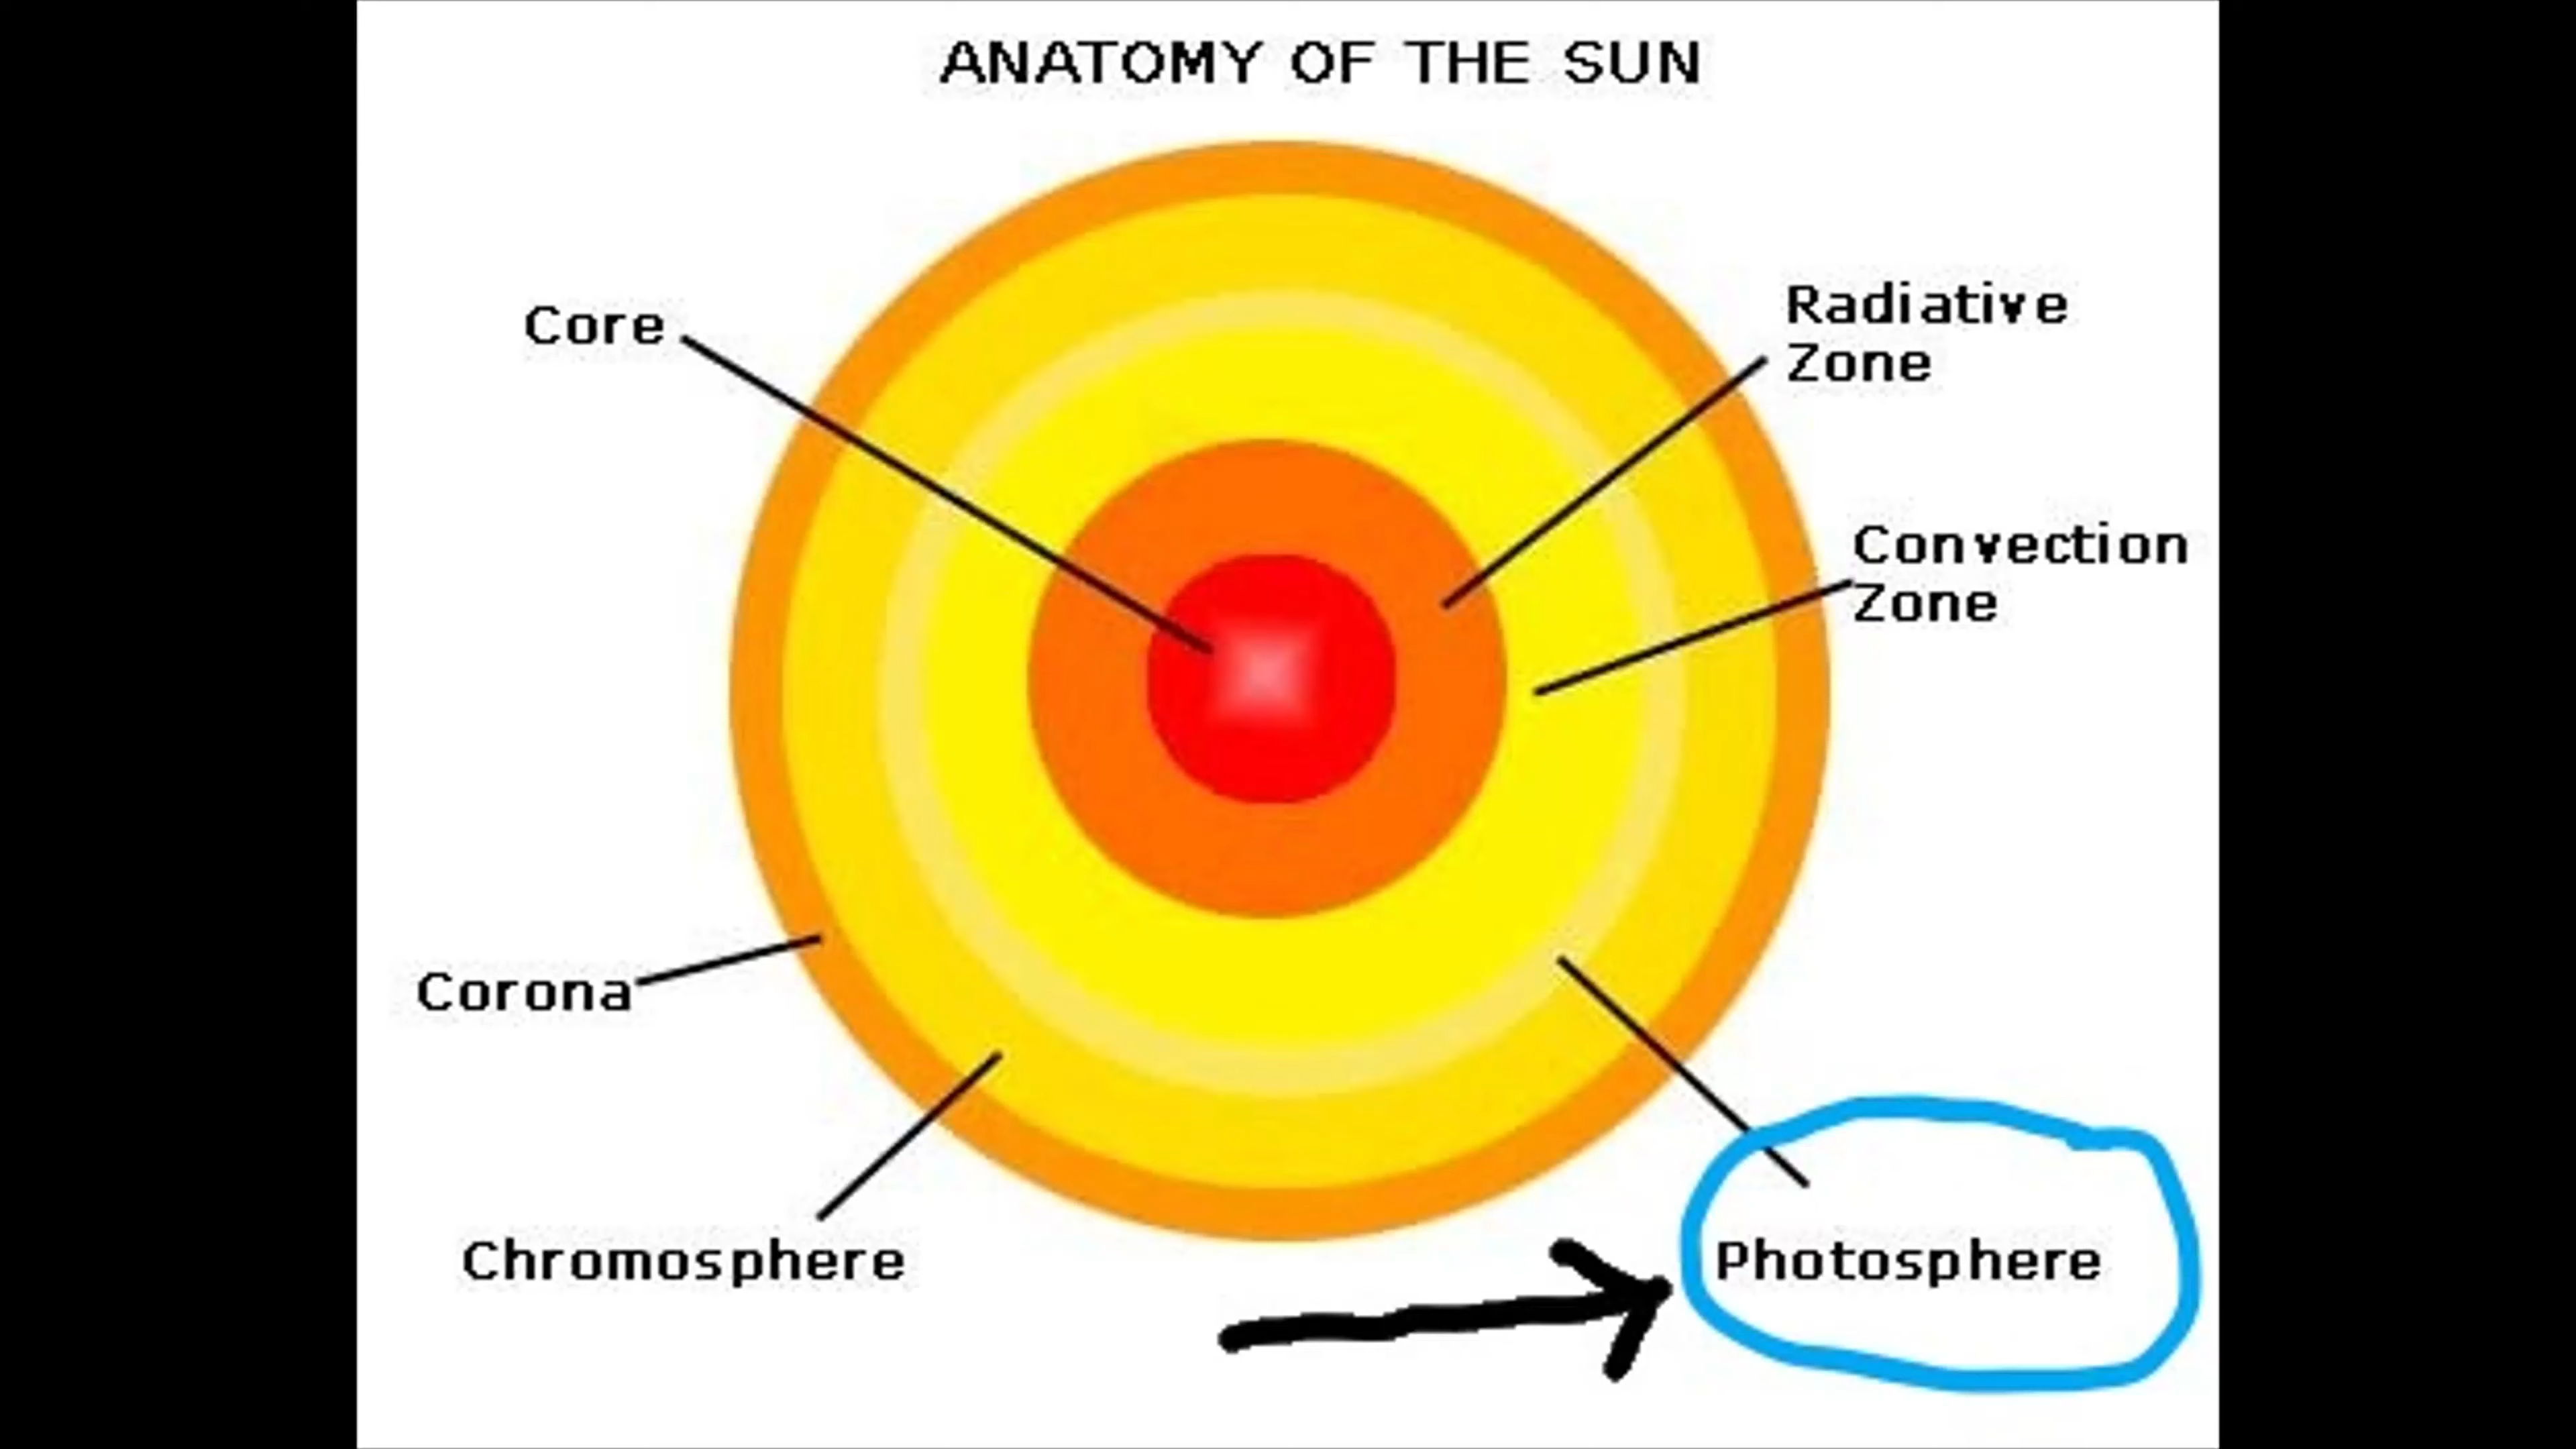 ANATOMY OF THE SUN
Core
Radiative
Zone
Convection
Zone
Corona
Chromosphere
Photosphere